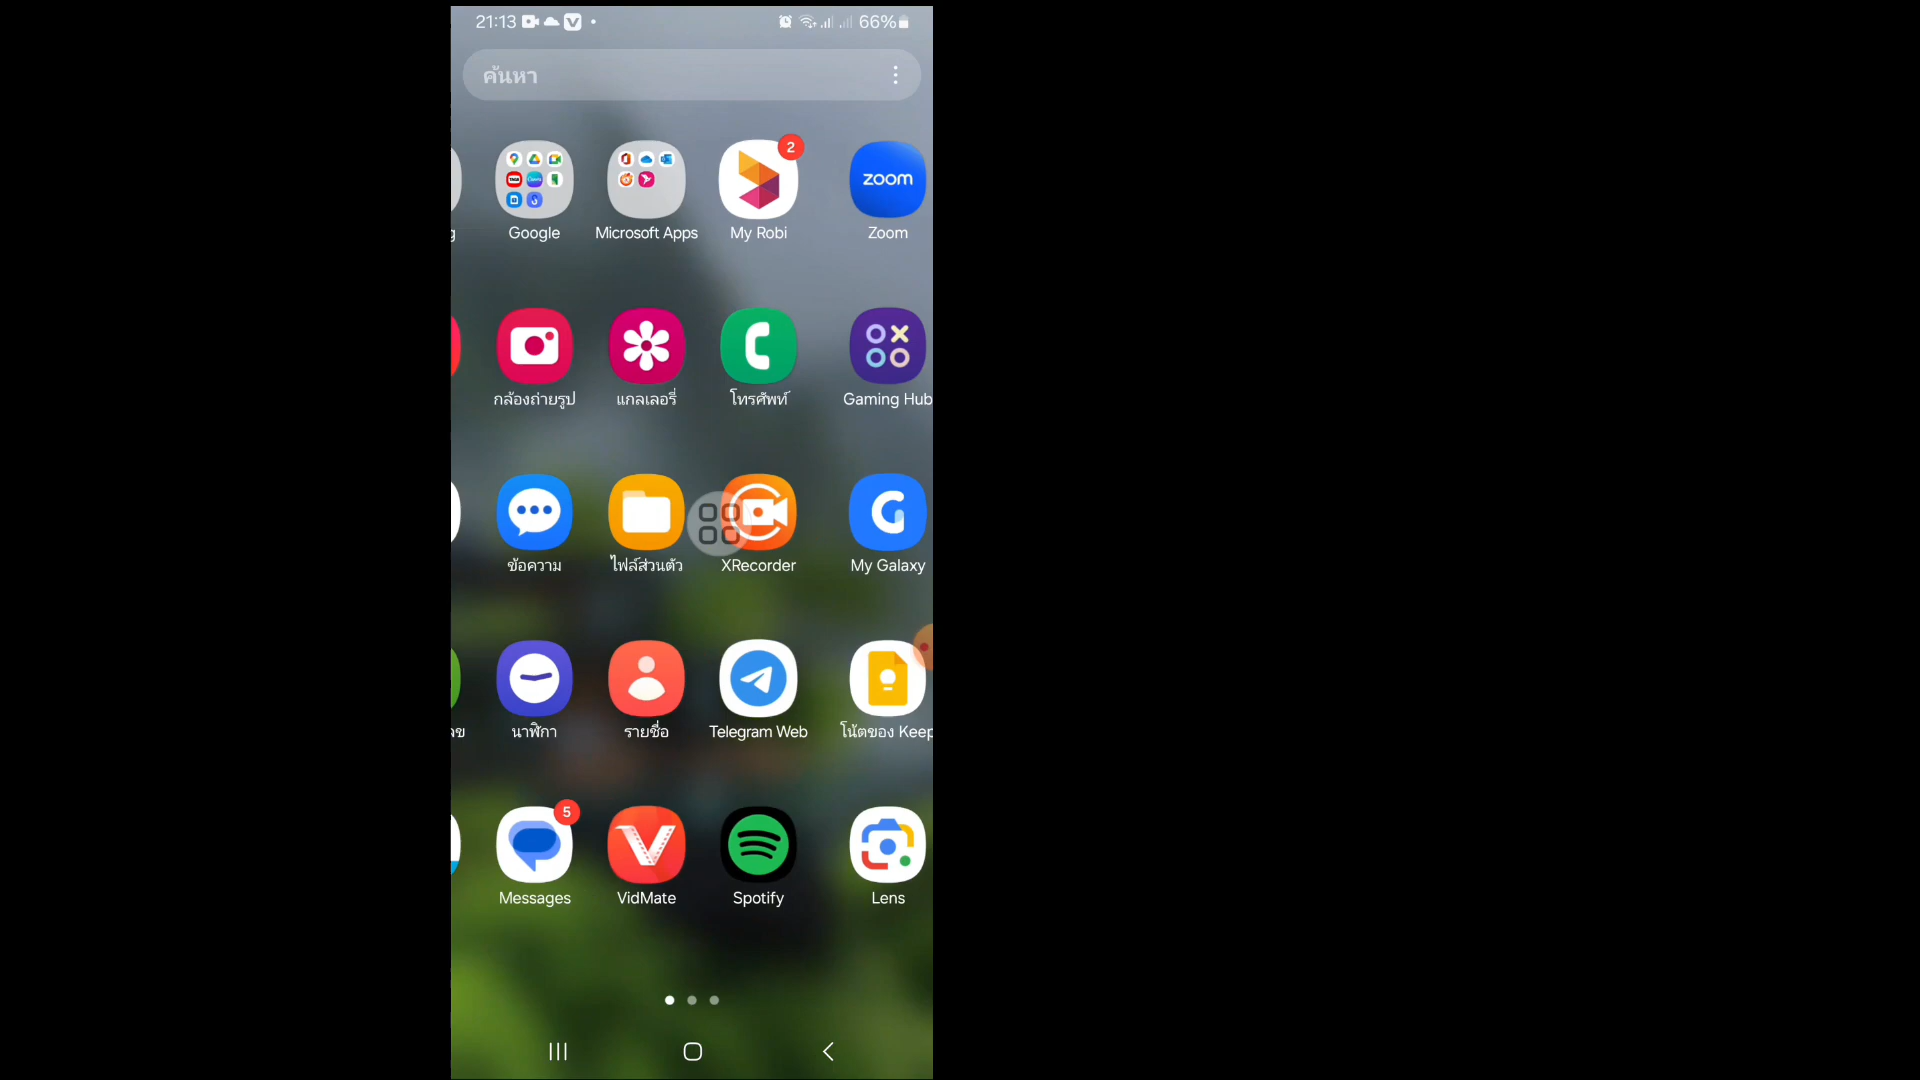 21:13
66%
ค้นหา
2
zoom
g
Google
Microsoft Apps
My Robi
Zoom
กล้องถ่ายรูป
แกลเลอรี่
โทรศัพท์
Gaming Hub
ข้อความ
ไฟล์ส่วนตัว
XRecorder
My Galaxy
ลข
นาฬิกา
รายชื่อ
Telegram Web
โน้ตของ Keep
5
Messages
VidMate
Spotify
Lens